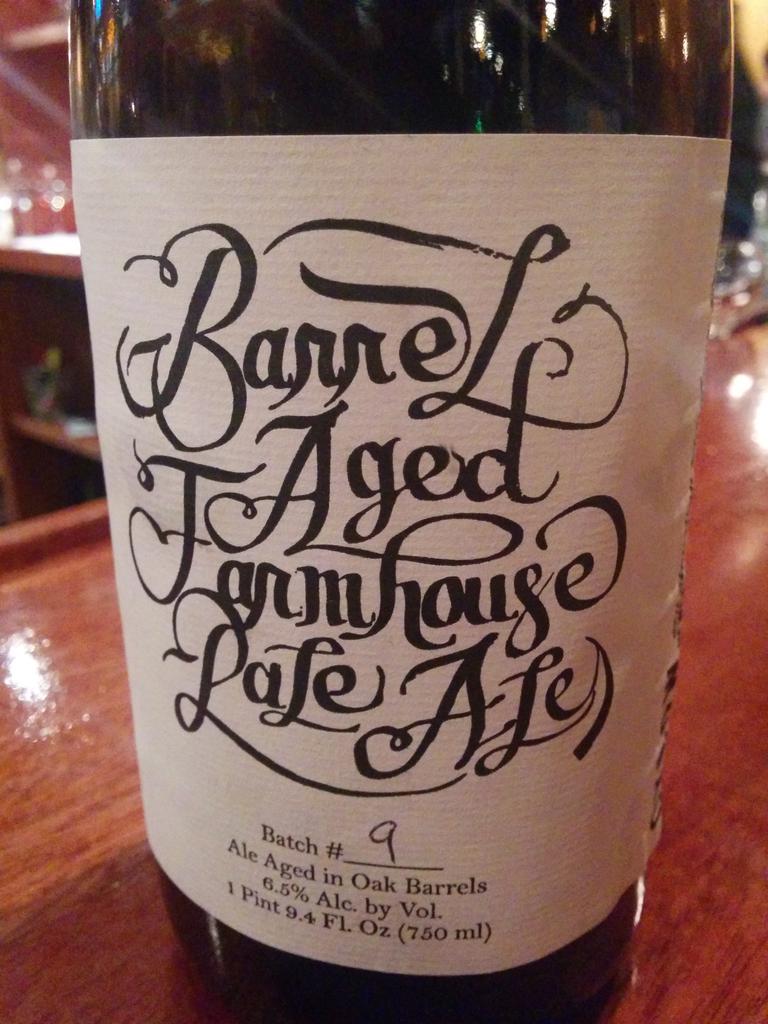 Barrel
Aged
Farmhouse
Pale Ale
Batch # 9
Ale Aged in Oak Barrels
6.5% Alc. by Vol.
1 Pint 9.4 Fl. Oz (750 ml)